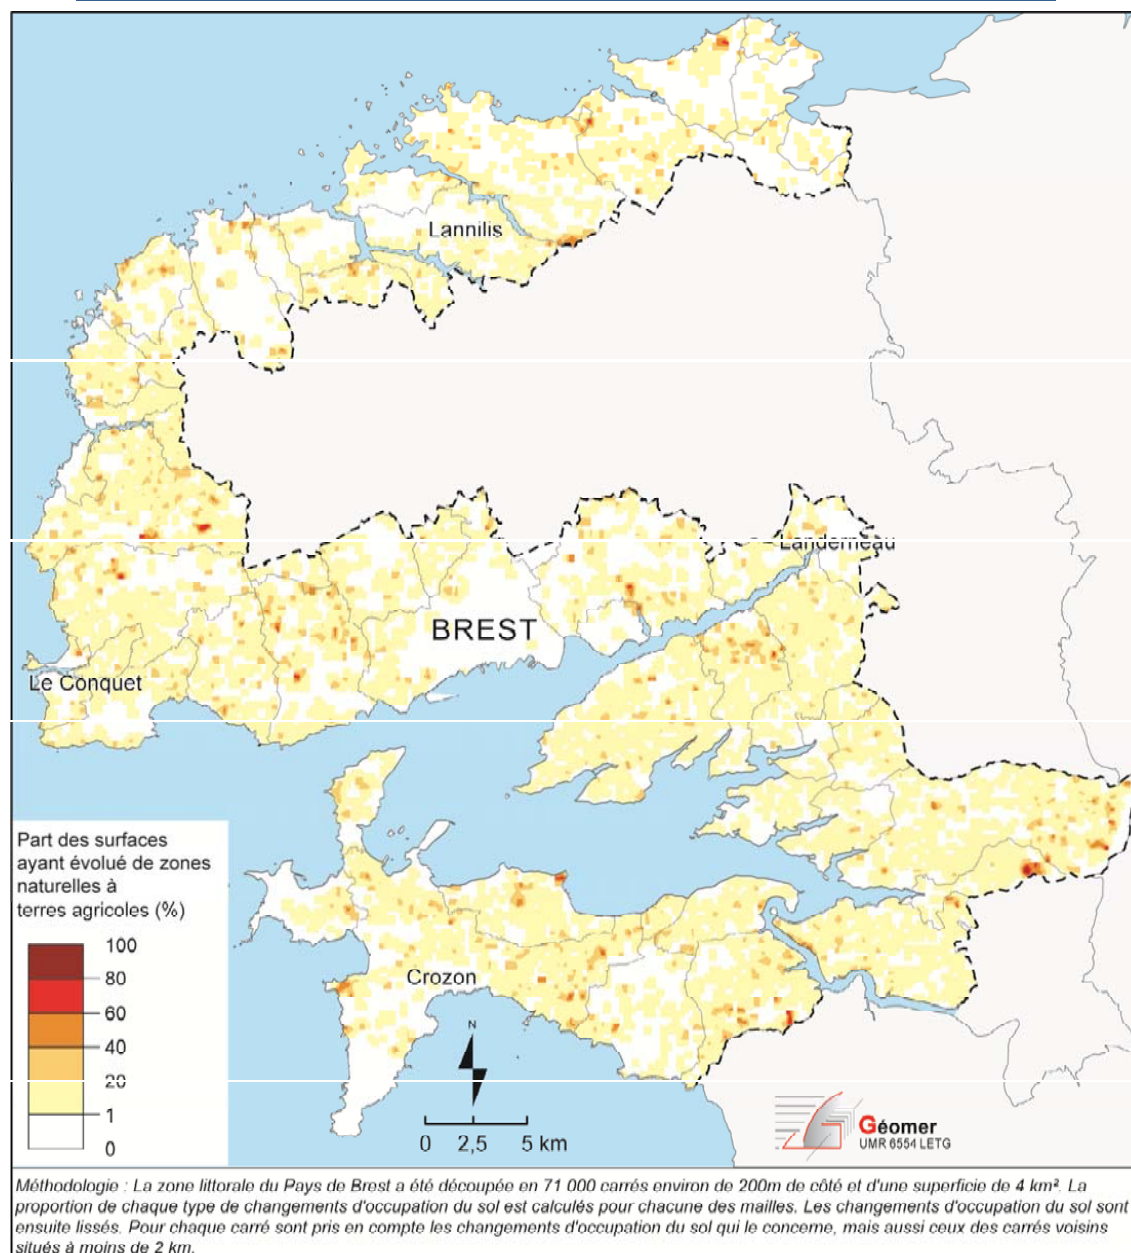 Lannilis
Landerneau
BREST
Le Conquet
Crozon
Part des surfaces
ayant évolué de zones
naturelles à
terres agricoles (%)
100
80
60
40
20
1
0
N
0 2,5 5 km
Géomer
UMR 6554 LETG
Méthodologie : La zone littorale du Pays de Brest a été découpée en 71 000 carrés environ de 200m de côté et d'une superficie de 4 km². La
proportion de chaque type de changements d'occupation du sol est calculés pour chacune des mailles. Les changements d'occupation du sol sont
ensuite lissés. Pour chaque carré sont pris en compte les changements d'occupation du sol qui le concerne, mais aussi ceux des carrés voisins
situés à moins de 2 km.